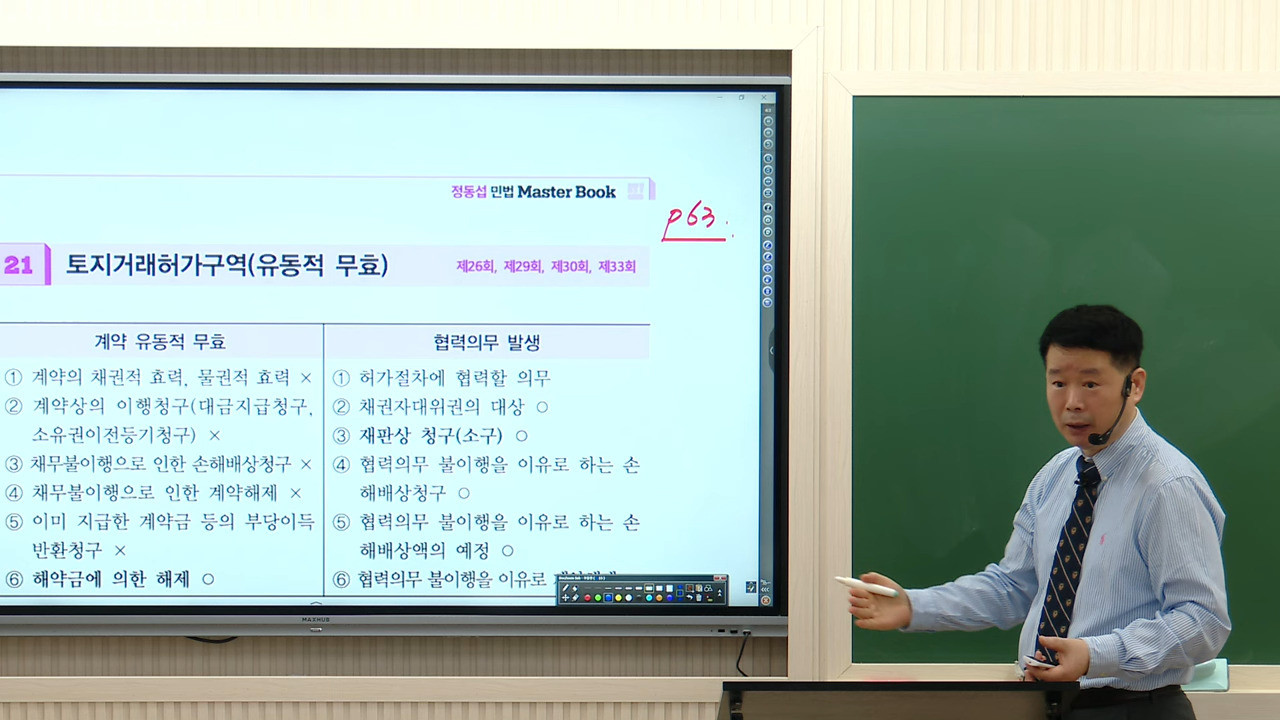 정동섭 민법 Master Book
p63.
21 토지거래허가구역(유동적 무효) 제26회, 제29회, 제30회, 제33회
계약 유동적 무효
① 계약의 채권적 효력, 물권적 효력 ×
② 계약상의 이행청구(대금지급청구,
소유권이전등기청구) ×
③ 채무불이행으로 인한 손해배상청구 ×
④ 채무불이행으로 인한 계약해제 ×
⑤ 이미 지급한 계약금 등의 부당이득
반환청구 ×
⑥ 해약금에 의한 해제 ○
협력의무 발생
① 허가절차에 협력할 의무
② 채권자대위권의 대상 ○
③ 재판상 청구(소구) ○
④ 협력의무 불이행을 이유로 하는 손
해배상청구 ○
⑤ 협력의무 불이행을 이유로 하는 손
해배상액의 예정 ○
⑥ 협력의무 불이행을 이유로
MAXHUB